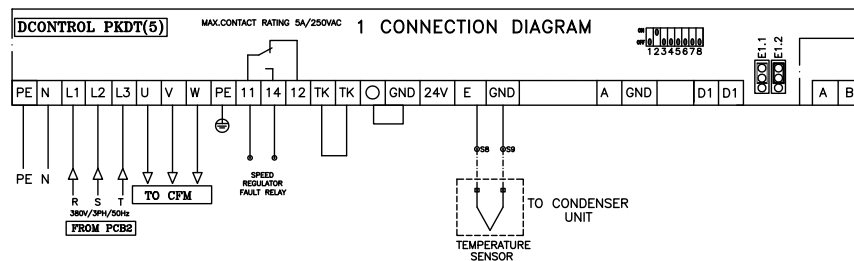 DCONTROL PKDT(5)
MAX.CONTACT RATING 5A/250VAC
1 CONNECTION DIAGRAM
ON
OFF
12345678
E1.1
E1.2
PE N L1 L2 L3 U V W PE 11 14 12 TK TK GND 24V E GND A GND D1 D1 A B
PE N
R S T
380V/3PH/50Hz
FROM PCB2
TO CFM
SPEED
REGULATOR
FAULT RELAY
S8 S9
TO CONDENSER
UNIT
TEMPERATURE
SENSOR